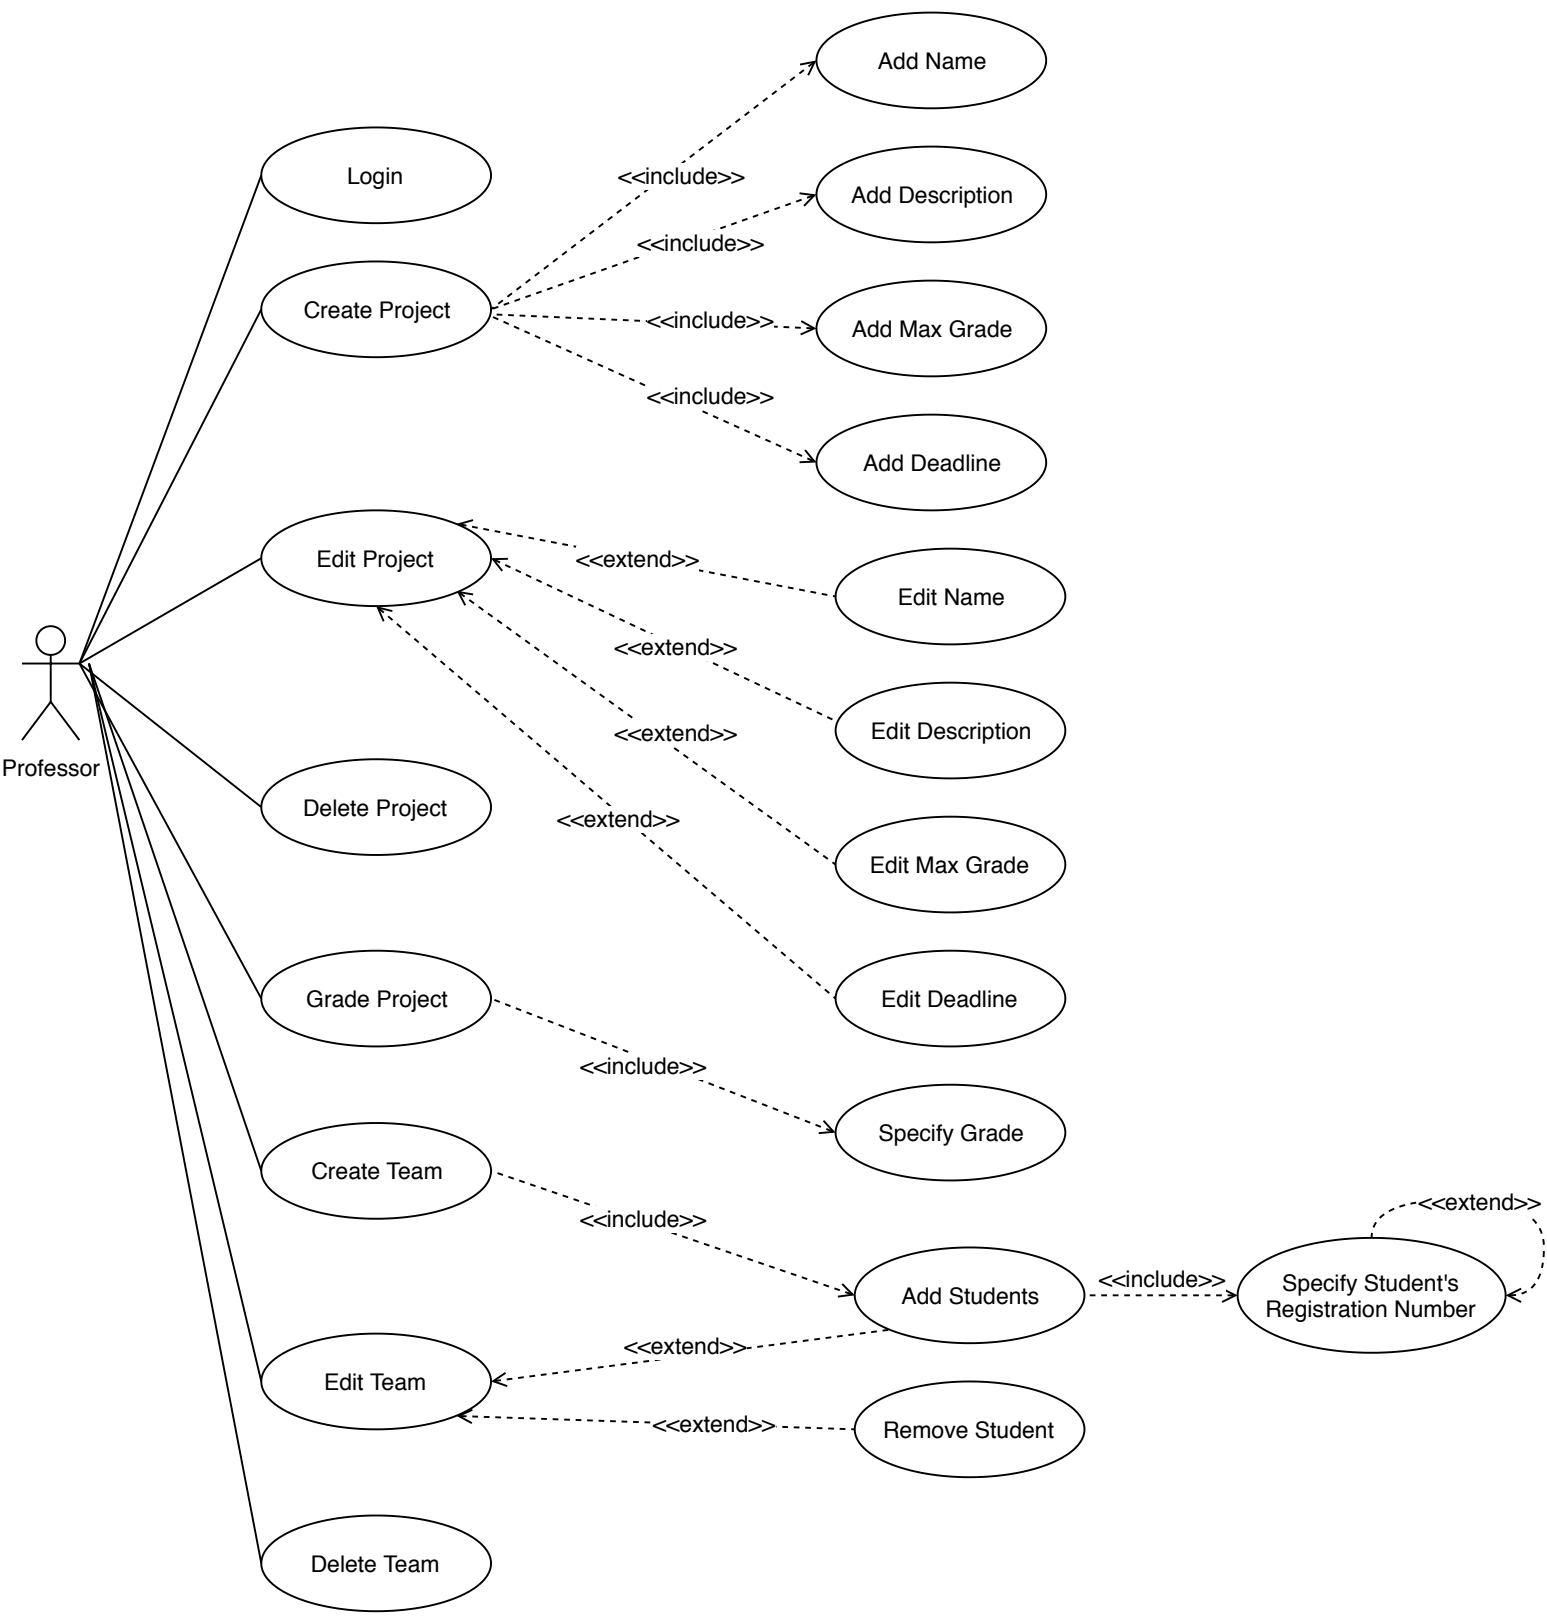 Add Name
Login
<<include>>
Add Description
<<include>>
Create Project
<<include>>
Add Max Grade
<<include>>
Add Deadline
Edit Project
<<extend>>
Edit Name
<<extend>>
Edit Description
<<extend>>
Professor
Delete Project
<<extend>>
Edit Max Grade
Grade Project
Edit Deadline
<<include>>
Specify Grade
Create Team
<<include>>
<<extend>>
Add Students
<<include>>
Specify Student's
Registration Number
<<extend>>
Edit Team
<<extend>>
Remove Student
Delete Team